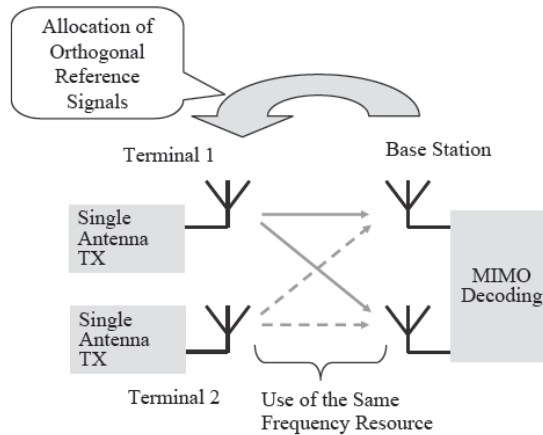 Allocation of
Orthogonal
Reference
Signals
Terminal 1
Base Station
Single
Antenna
TX
MIMO
Decoding
Single
Antenna
TX
Terminal 2
Use of the Same
Frequency Resource